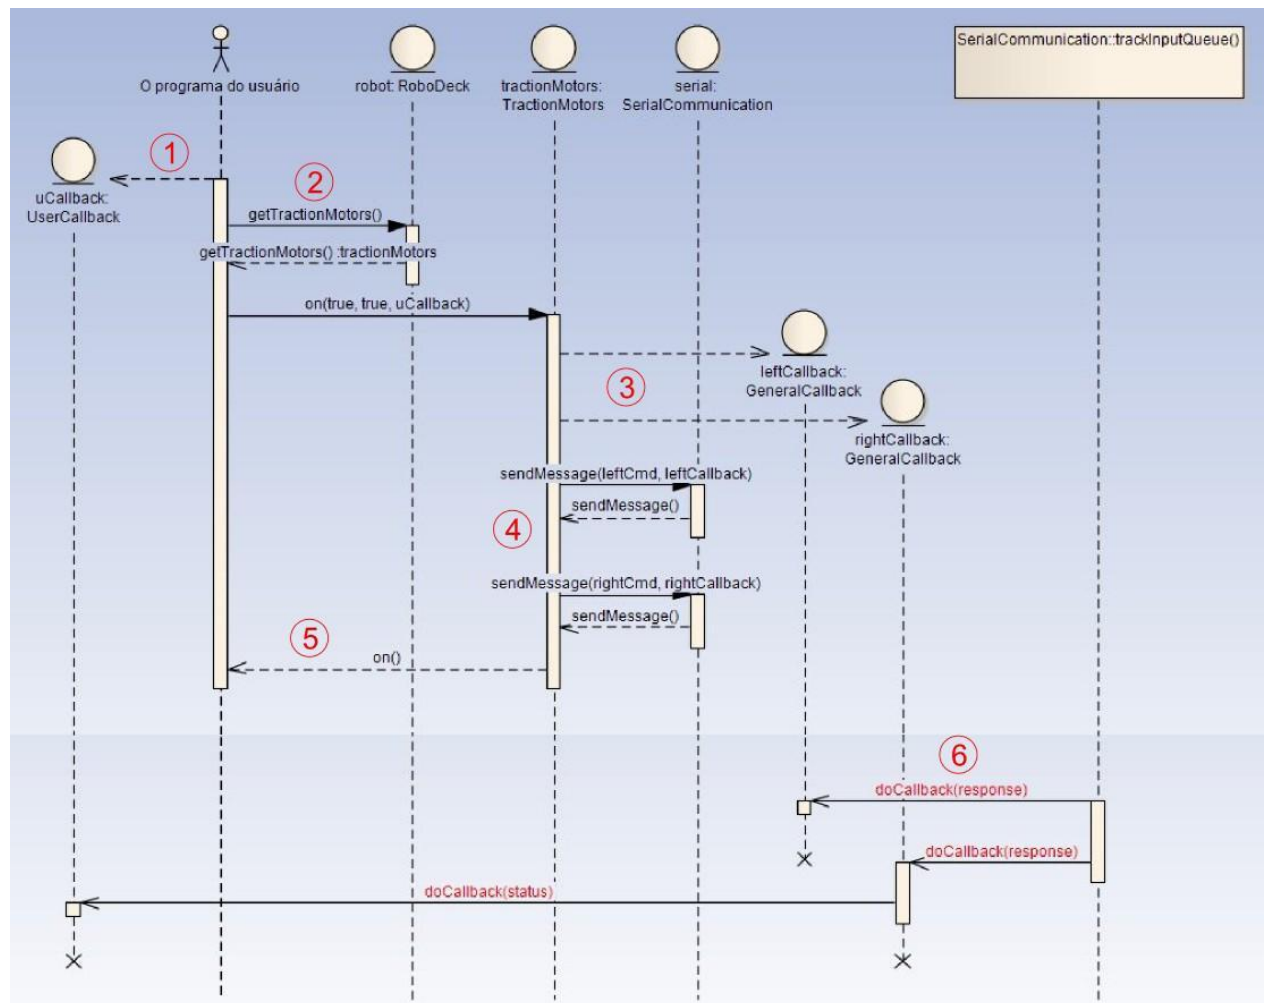 O programa do usuário
robot: RoboDeck
tractionMotors:
TractionMotors
serial:
SerialCommunication
SerialCommunication::trackInputQueue()
1
uCallback:
UserCallback
2
getTractionMotors()
getTractionMotors() :tractionMotors
on(true, true, uCallback)
leftCallback:
GeneralCallback
3
rightCallback:
GeneralCallback
sendMessage(leftCmd, leftCallback)
sendMessage()
4
sendMessage(rightCmd, rightCallback)
sendMessage()
5
on()
6
doCallback(response)
doCallback(response)
doCallback(status)